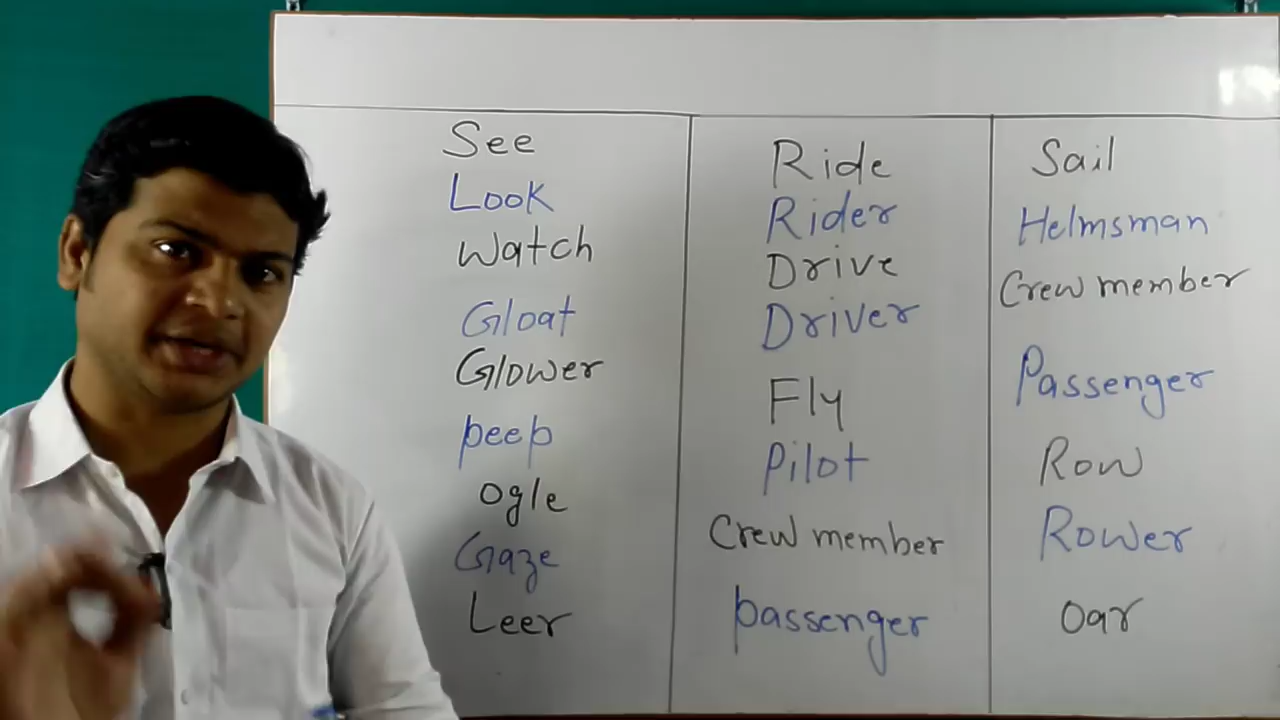 See
Look
Watch
Gloat
Glower
peep
Ogle
Gaze
Leer
Ride
Rider
Drive
Driver
Fly
Pilot
Crew member
passenger
Sail
Helmsman
Crew member
Passenger
Row
Rower
Oar